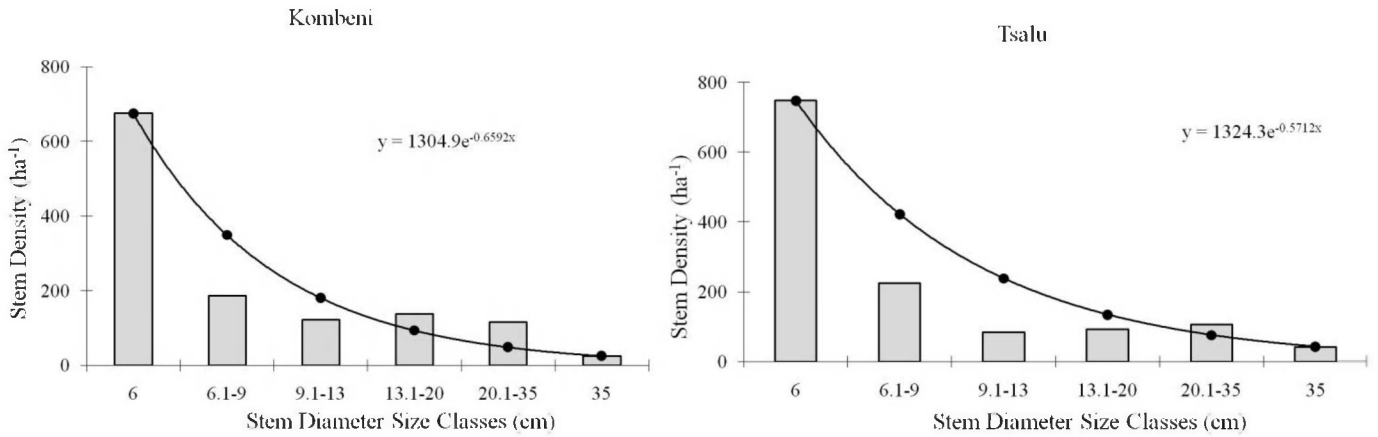 Kombeni
800
600
400
200
0
Stem Density (ha-1)
y = 1304.9e-0.6592x
6 6.1-9 9.1-13 13.1-20 20.1-35 35
Stem Diameter Size Classes (cm)
Tsalu
800
600
400
200
0
Stem Density (ha-1)
y = 1324.3e-0.5712x
6 6.1-9 9.1-13 13.1-20 20.1-35 35
Stem Diameter Size Classes (cm)